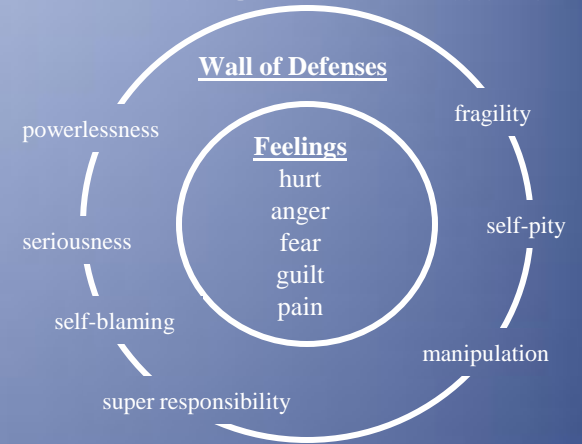 Wall of Defenses
fragility
powerlessness
Feelings
hurt
anger
fear
guilt
pain
self-pity
seriousness
self-blaming
manipulation
super responsibility